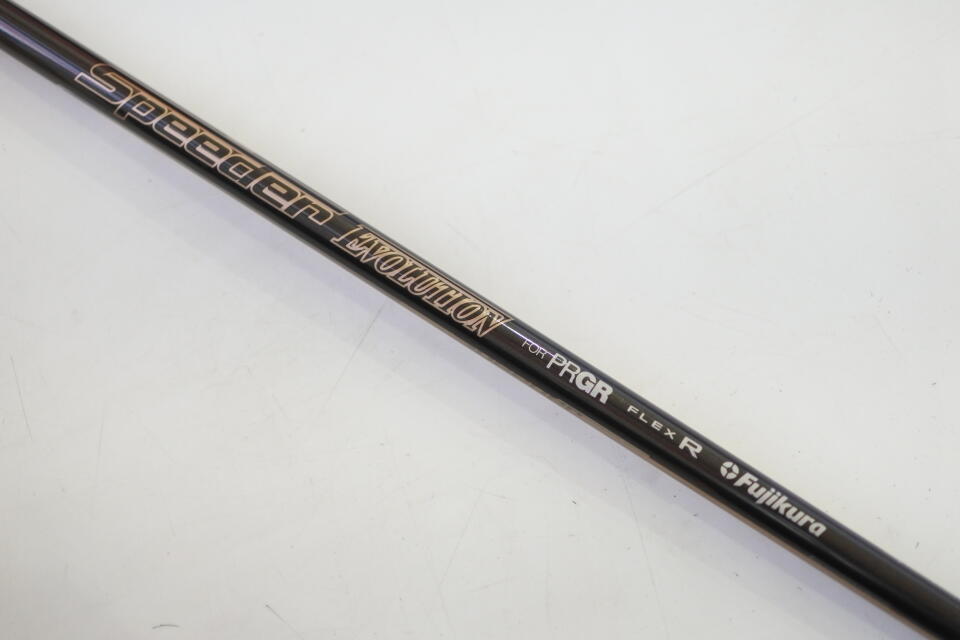 Speeder EVOLUTION FOR PRGR FLEX R Fujikura